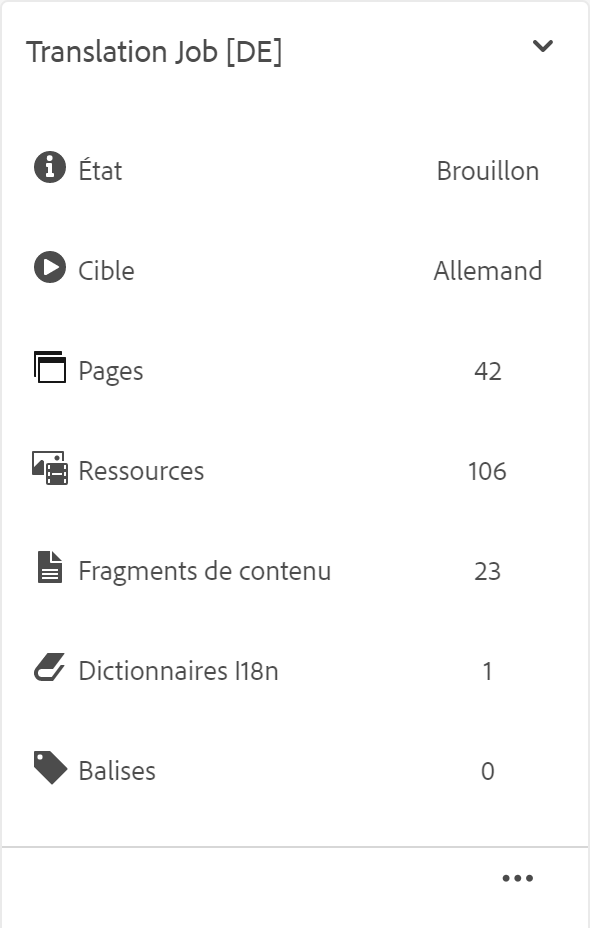 Translation Job [DE]
État Brouillon
Cible Allemand
Pages 42
Ressources 106
Fragments de contenu 23
Dictionnaires I18n 1
Balises 0